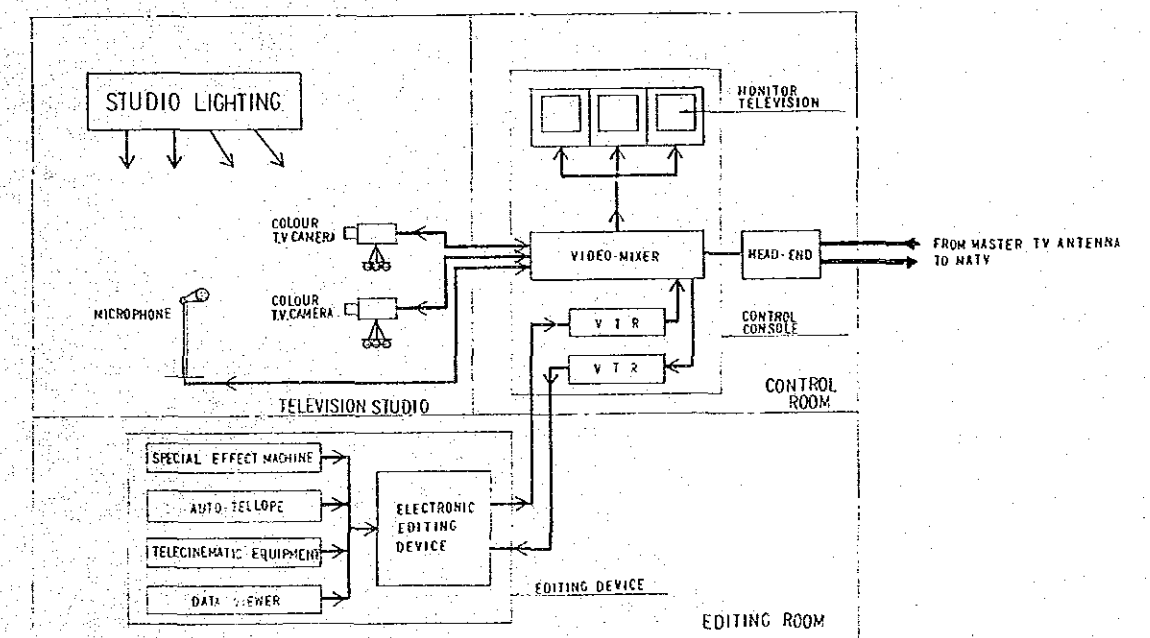 STUDIO LIGHTING
MONITOR
TELEVISION
COLOUR
T.V CAMERA
VIDEO-MIXER
HEAD-END
FROM MASTER TV ANTENNA
TO MATV
MICROPHONE
COLOUR
T.V. CAMERA
V T R
CONTROL
CONSOLE
V T R
CONTROL
ROOM
TELEVISION STUDIO
SPECIAL EFFECT MACHINE
AUTO-TELLOPE
TELECINEMATIC EQUIPMENT
DATA VIEWER
ELECTRONIC
EDITING
DEVICE
EDITING DEVICE
EDITING ROOM